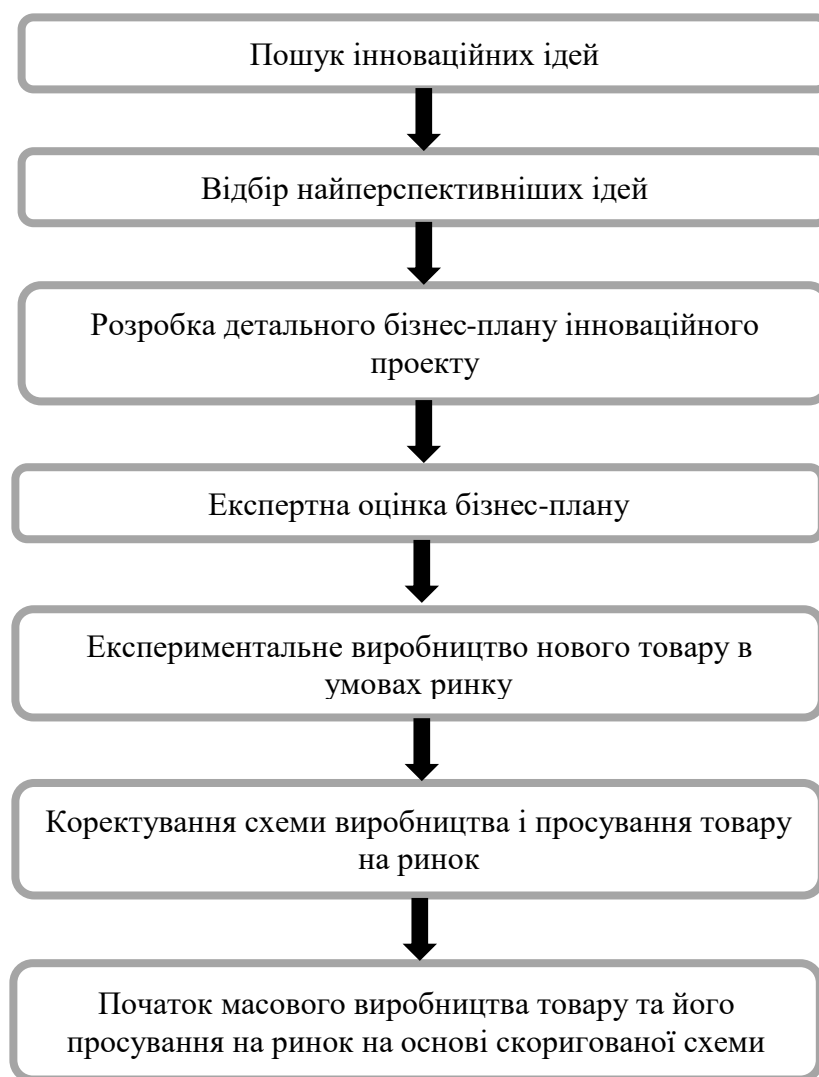 Пошук інноваційних ідей
Відбір найперспективніших ідей
Розробка детального бізнес-плану інноваційного
проекту
Експертна оцінка бізнес-плану
Експериментальне виробництво нового товару в
умовах ринку
Коректування схеми виробництва і просування товару
на ринок
Початок масового виробництва товару та його
просування на ринок на основі скоригованої схеми